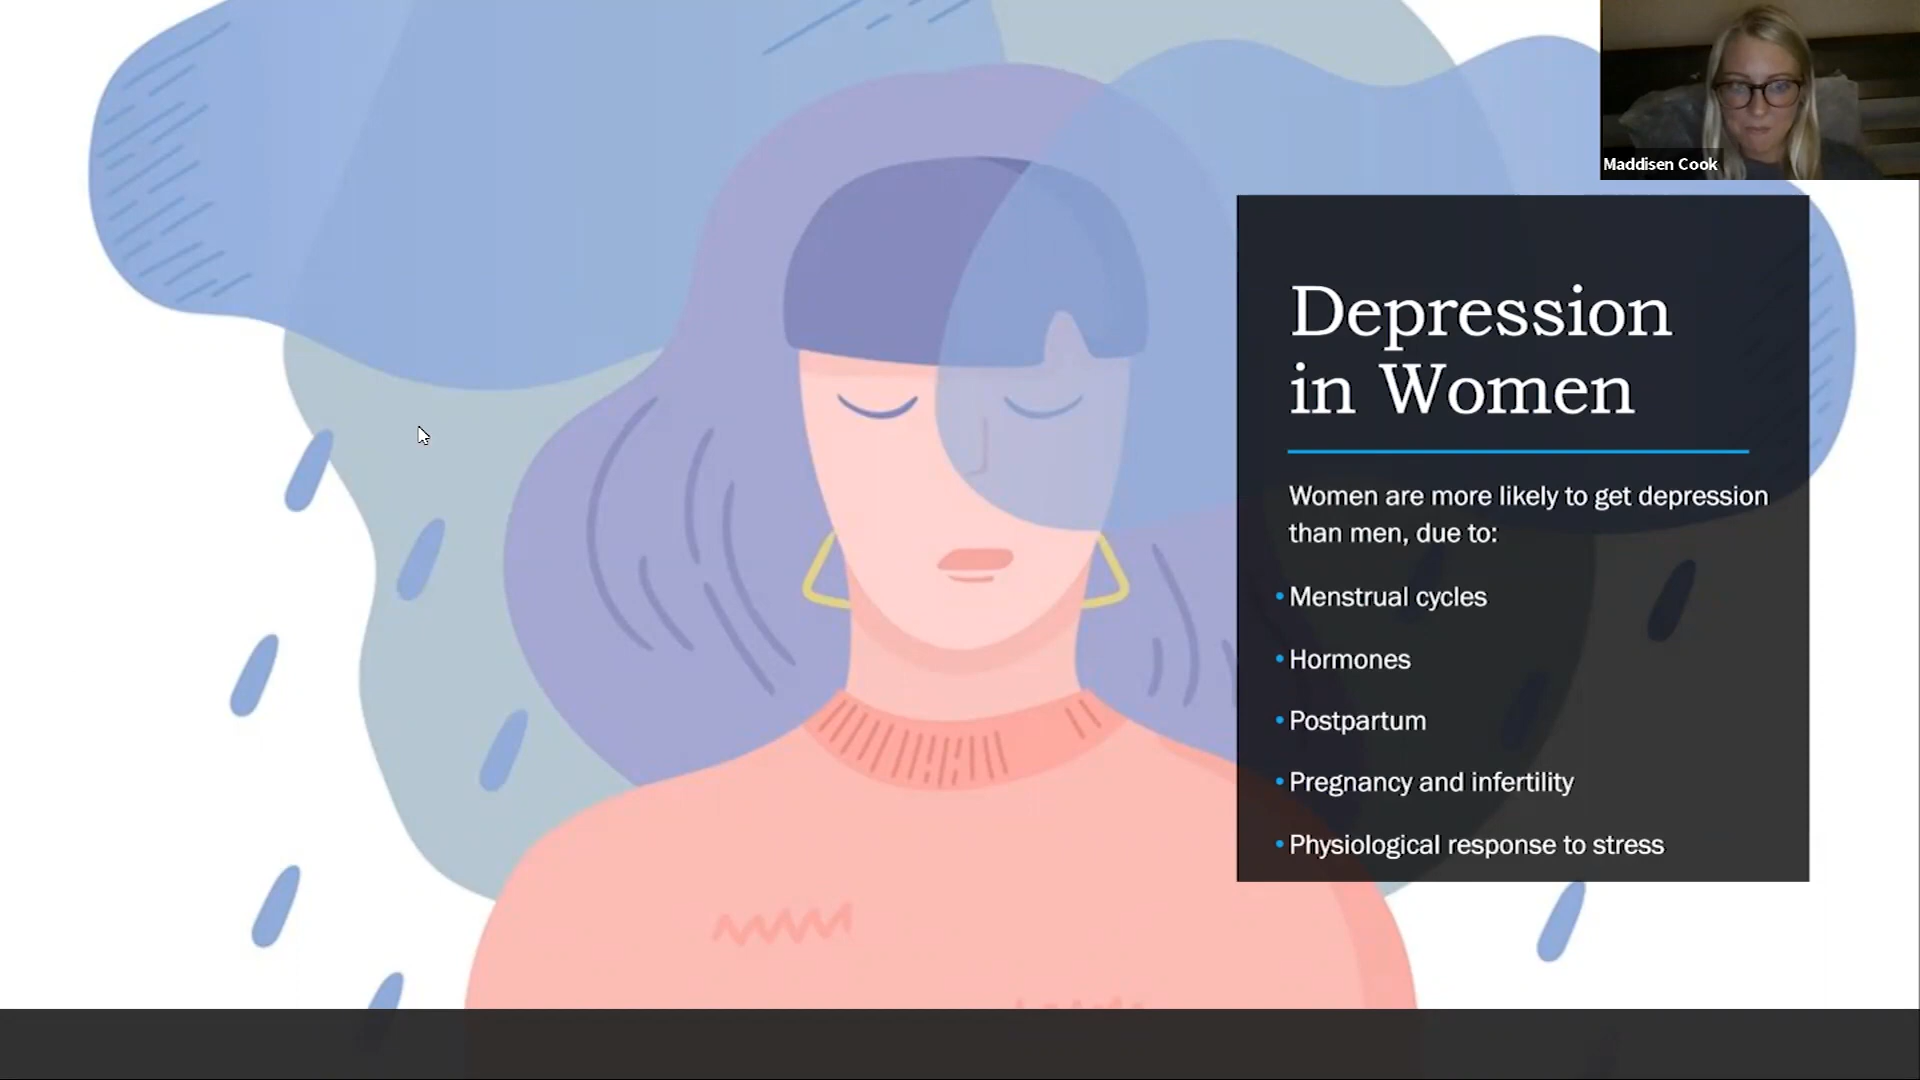 Maddisen Cook
Depression
in Women
Women are more likely to get depression
than men, due to:
• Menstrual cycles
• Hormones
• Postpartum
• Pregnancy and infertility
• Physiological response to stress